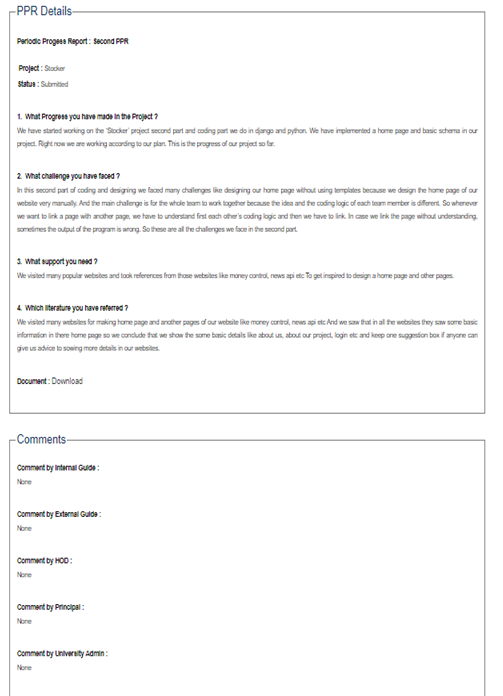 PPR Details
Periodic Progess Report : Second PPR
Project : Stocker
Status : Submitted
1. What Progress you have made in the Project ?
We have started working on the 'Stocker' project second part and coding part we do in django and python. We have implemented a home page and basic schema in our
project. Right now we are working according to our plan. This is the progress of our project so far.
2. What challenge you have faced ?
In this second part of coding and designing we faced many challenges like designing our home page without using templates because we design the home page of our
website very manually. And the main challenge is for the whole team to work together because the idea and the coding logic of each team member is different. So whenever
we want to link a page with another page, we have to understand first each other's coding logic and then we have to link. In case we link the page without understanding,
sometimes the output of the program is wrong. So these are all the challenges we face in the second part.
3. What support you need ?
We visited many popular websites and took references from those websites like money control, news api etc To get inspired to design a home page and other pages.
4. Which literature you have referred ?
We visited many websites for making home page and another pages of our website like money control, news api etc And we saw that in all the websites they saw some basic
information in there home page so we conclude that we show the some basic details like about us, about our project, login etc and keep one suggestion box if anyone can
give us advice to sowing more details in our websites.
Document : Download
Comments
Comment by Internal Guide :
None
Comment by External Guide :
None
Comment by HOD :
None
Comment by Principal :
None
Comment by University Admin :
None